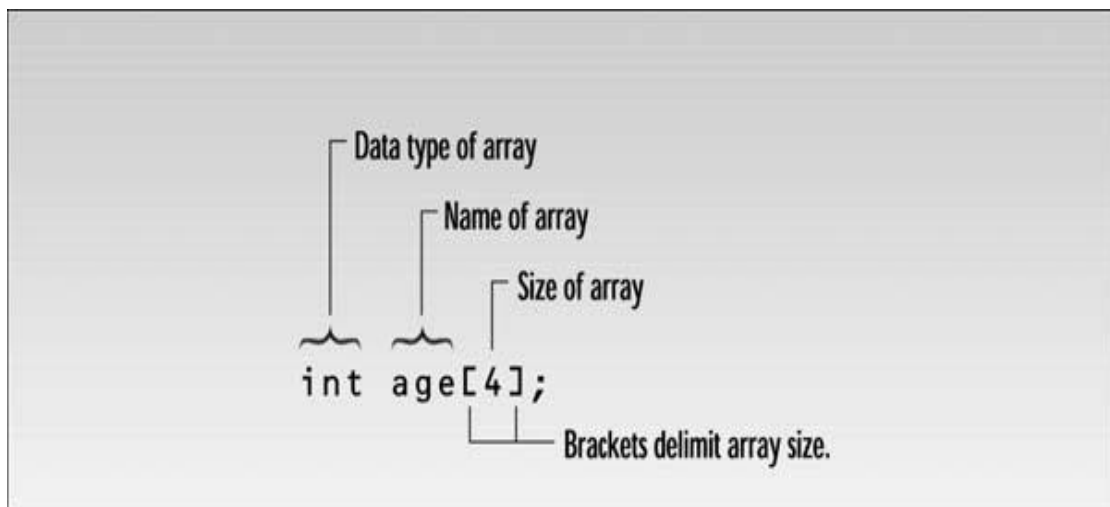 Data type of array
Name of array
Size of array
int age[4];
Brackets delimit array size.